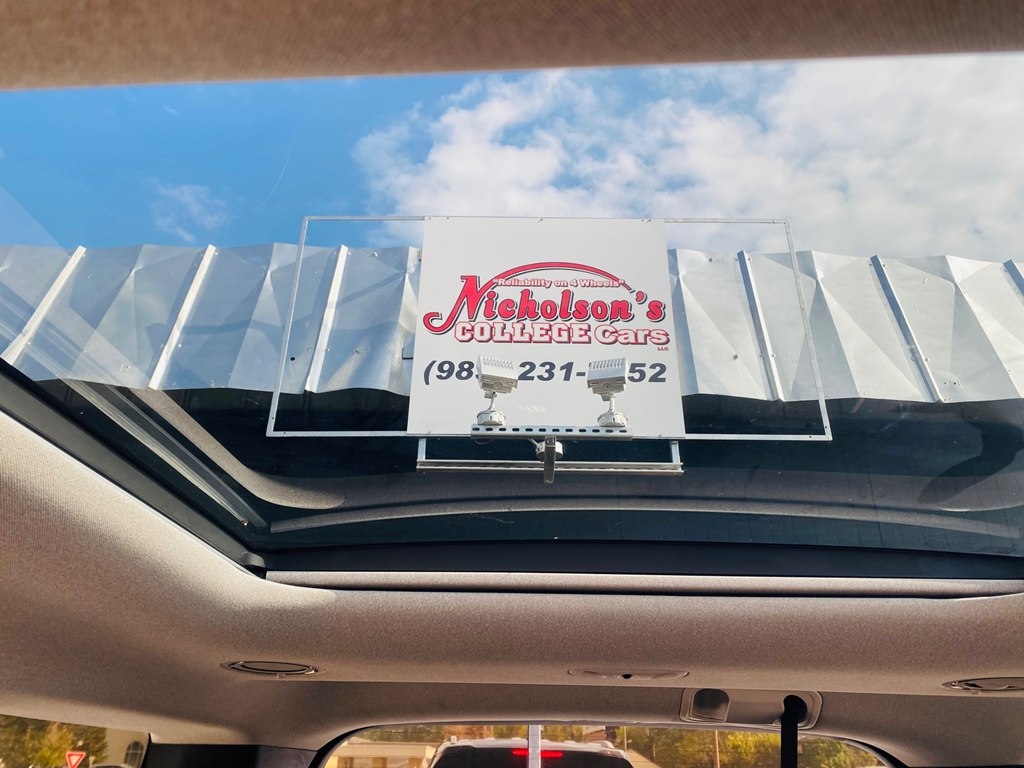 "Reliability on 4 Wheels"
Nicholson's
COLLEGE Cars
LLC
(98 231- 52